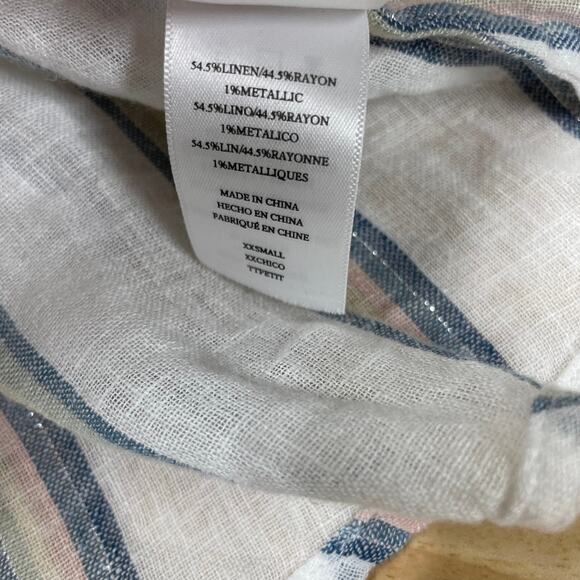 54.5%LINEN/44.5%RAYON
1%METALLIC
54.5%LINO/44.5%RAYON
1%METALICO
54.5%LIN/44.5%RAYONNE
1%METALLIQUES
MADE IN CHINA
HECHO EN CHINA
FABRIQUÉ EN CHINE
XXSMALL
XXCHICO
TTPETIT